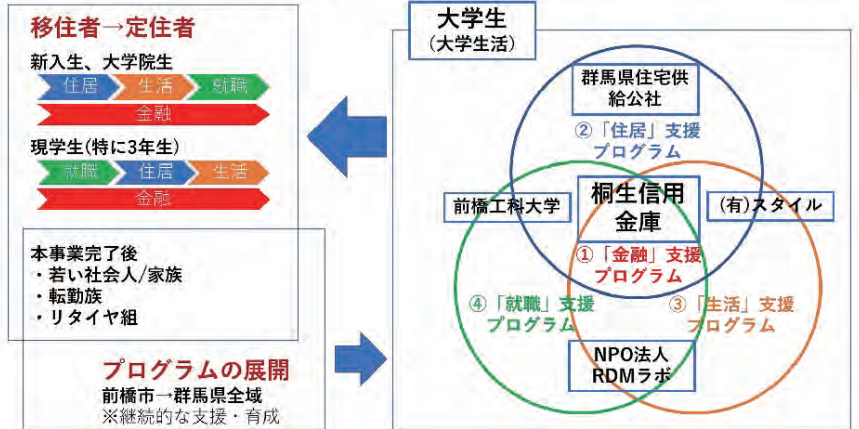 移住者→定住者
新入生、大学院生
住居 生活 就職
金融
現学生(特に3年生)
就職 住居 生活
金融
本事業完了後
・若い社会人/家族
・転勤族
・リタイヤ組
プログラムの展開
前橋市→群馬県全域
※継続的な支援・育成
大学生
(大学生活)
群馬県住宅供
給公社
②「住居」支援
プログラム
前橋工科大学
桐生信用
金庫
(有)スタイル
①「金融」支援
プログラム
④「就職」支援
プログラム
③「生活」支援
プログラム
NPO法人
RDMラボ